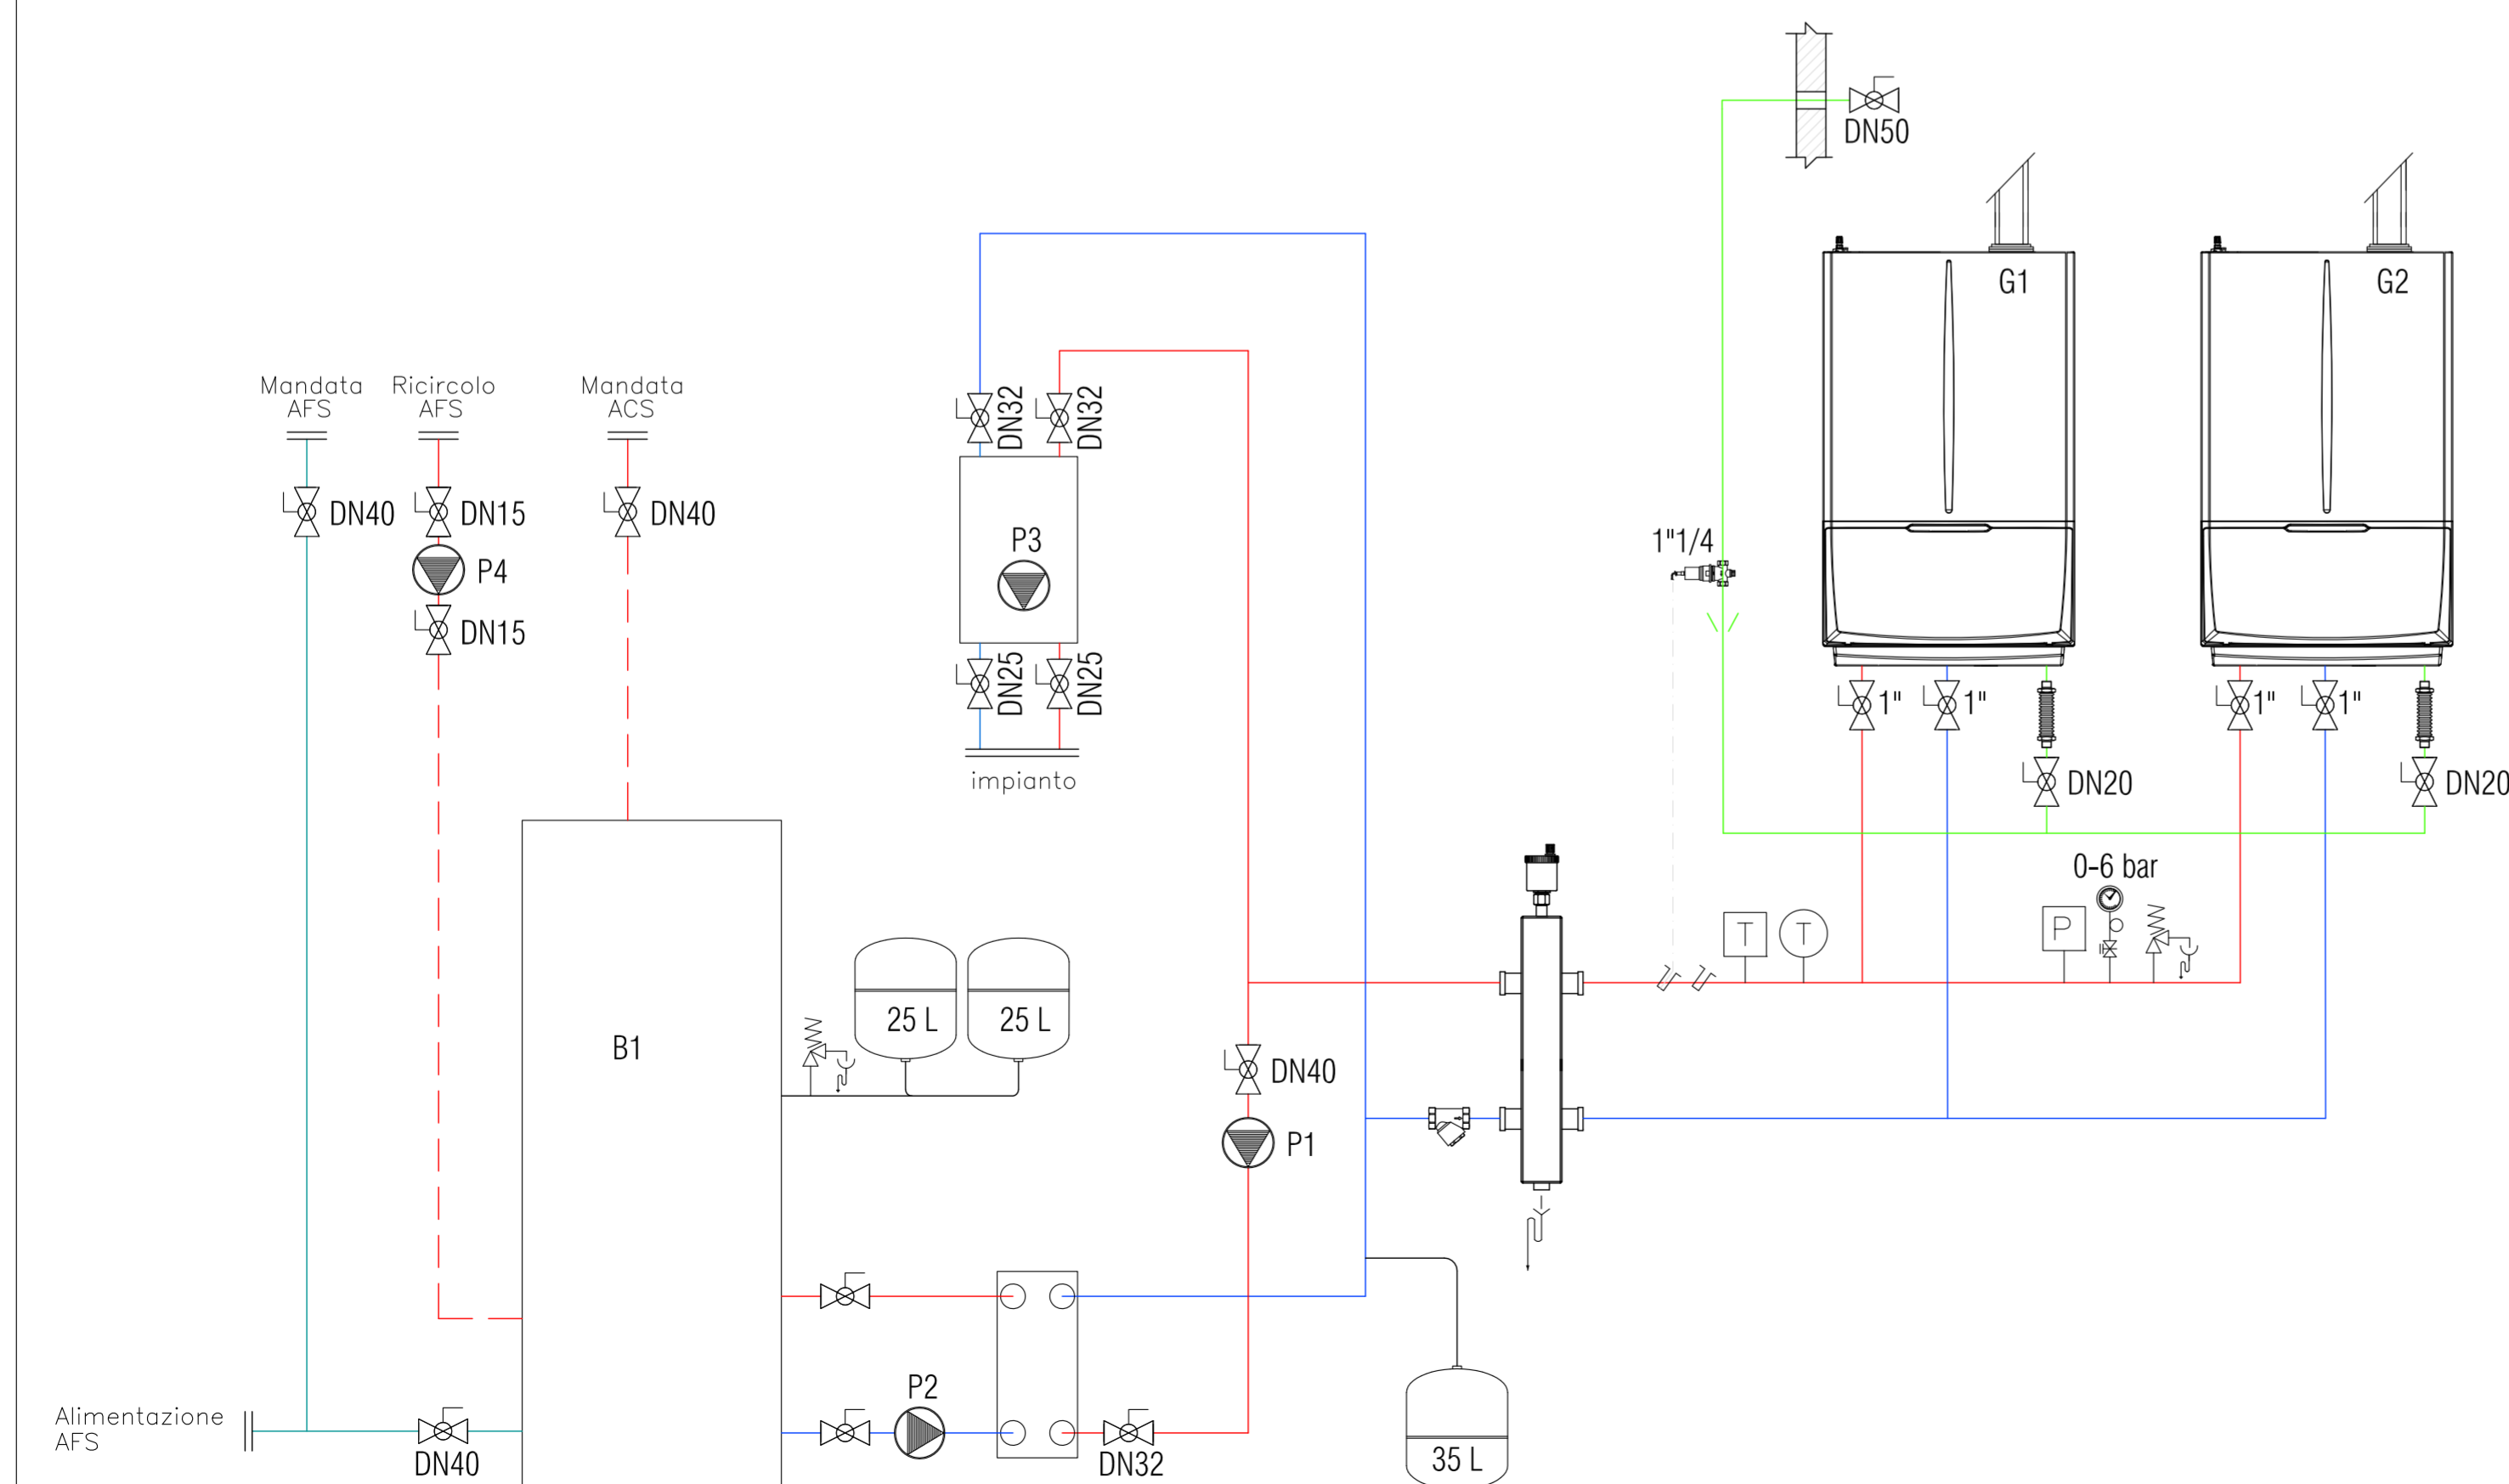 DN50
G1
G2
Mandata
AFS
Ricircolo
AFS
Mandata
ACS
DN32
DN32
DN40
DN15
DN40
P4
DN15
P3
1"1/4
DN25
DN25
impianto
1"
1"
1"
1"
DN20
DN20
0-6 bar
T
T
P
25 L
25 L
B1
DN40
P1
P2
Alimentazione
AFS
DN40
DN32
35 L